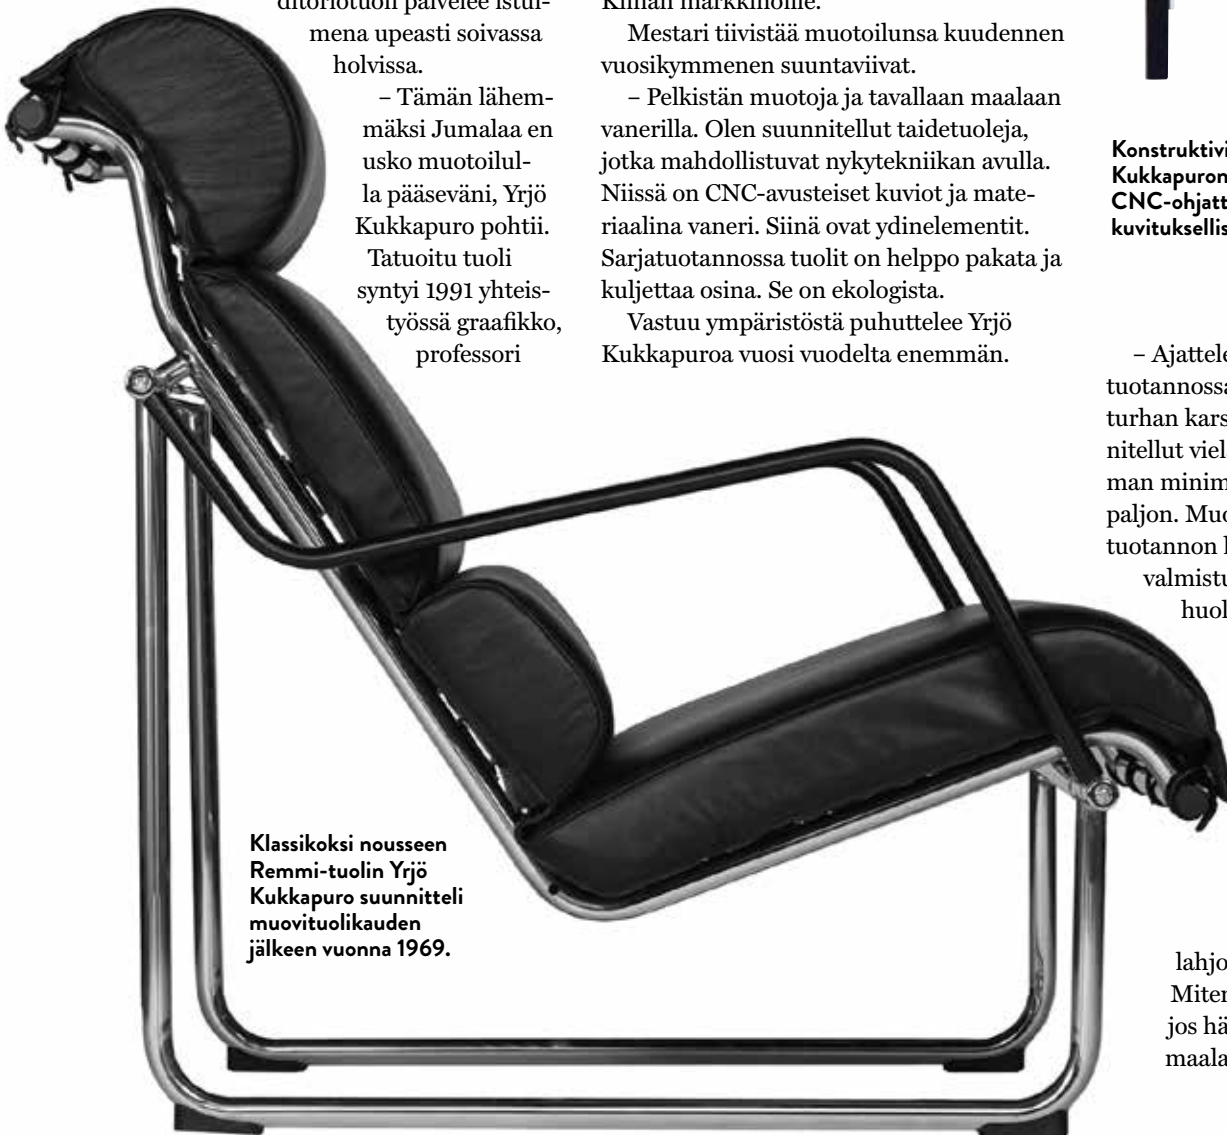 mena upeasti soivassa
holvissa.
– Tämän lähem-
mäksi Jumalaa en
usko muotoilul-
la pääseväni, Yrjö
Kukkapuro pohtii.
Tatuoitu tuoli
syntyi 1991 yhteis-
työssä graafikko,
professori
Mestari tiivistää muotoilunsa kuudennen
vuosikymmenen suuntaviivat.
– Pelkistän muotoja ja tavallaan maalaan
vanerilla. Olen suunnitellut taidetuoleja,
jotka mahdollistuvat nykytekniikan avulla.
Niissä on CNC-avusteiset kuviot ja mate-
riaalina vaneri. Siinä ovat ydinelementit.
Sarjatuotannossa tuolit on helppo pakata ja
kuljettaa osina. Se on ekologista.
Vastuu ympäristöstä puhuttelee Yrjö
Kukkapuroa vuosi vuodelta enemmän.
Konstruktivi
Kukkapuron
CNC-ohjatt
kuvituksellis
– Ajattele
tuotannossa
turhan kars
nitellut viel
man minim
paljon. Muo
tuotannon l
valmistu
huol
lahjo
Miten
jos hä
maala
Klassikoksi nousseen
Remmi-tuolin Yrjö
Kukkapuro suunnitteli
muovituolikauden
jälkeen vuonna 1969.